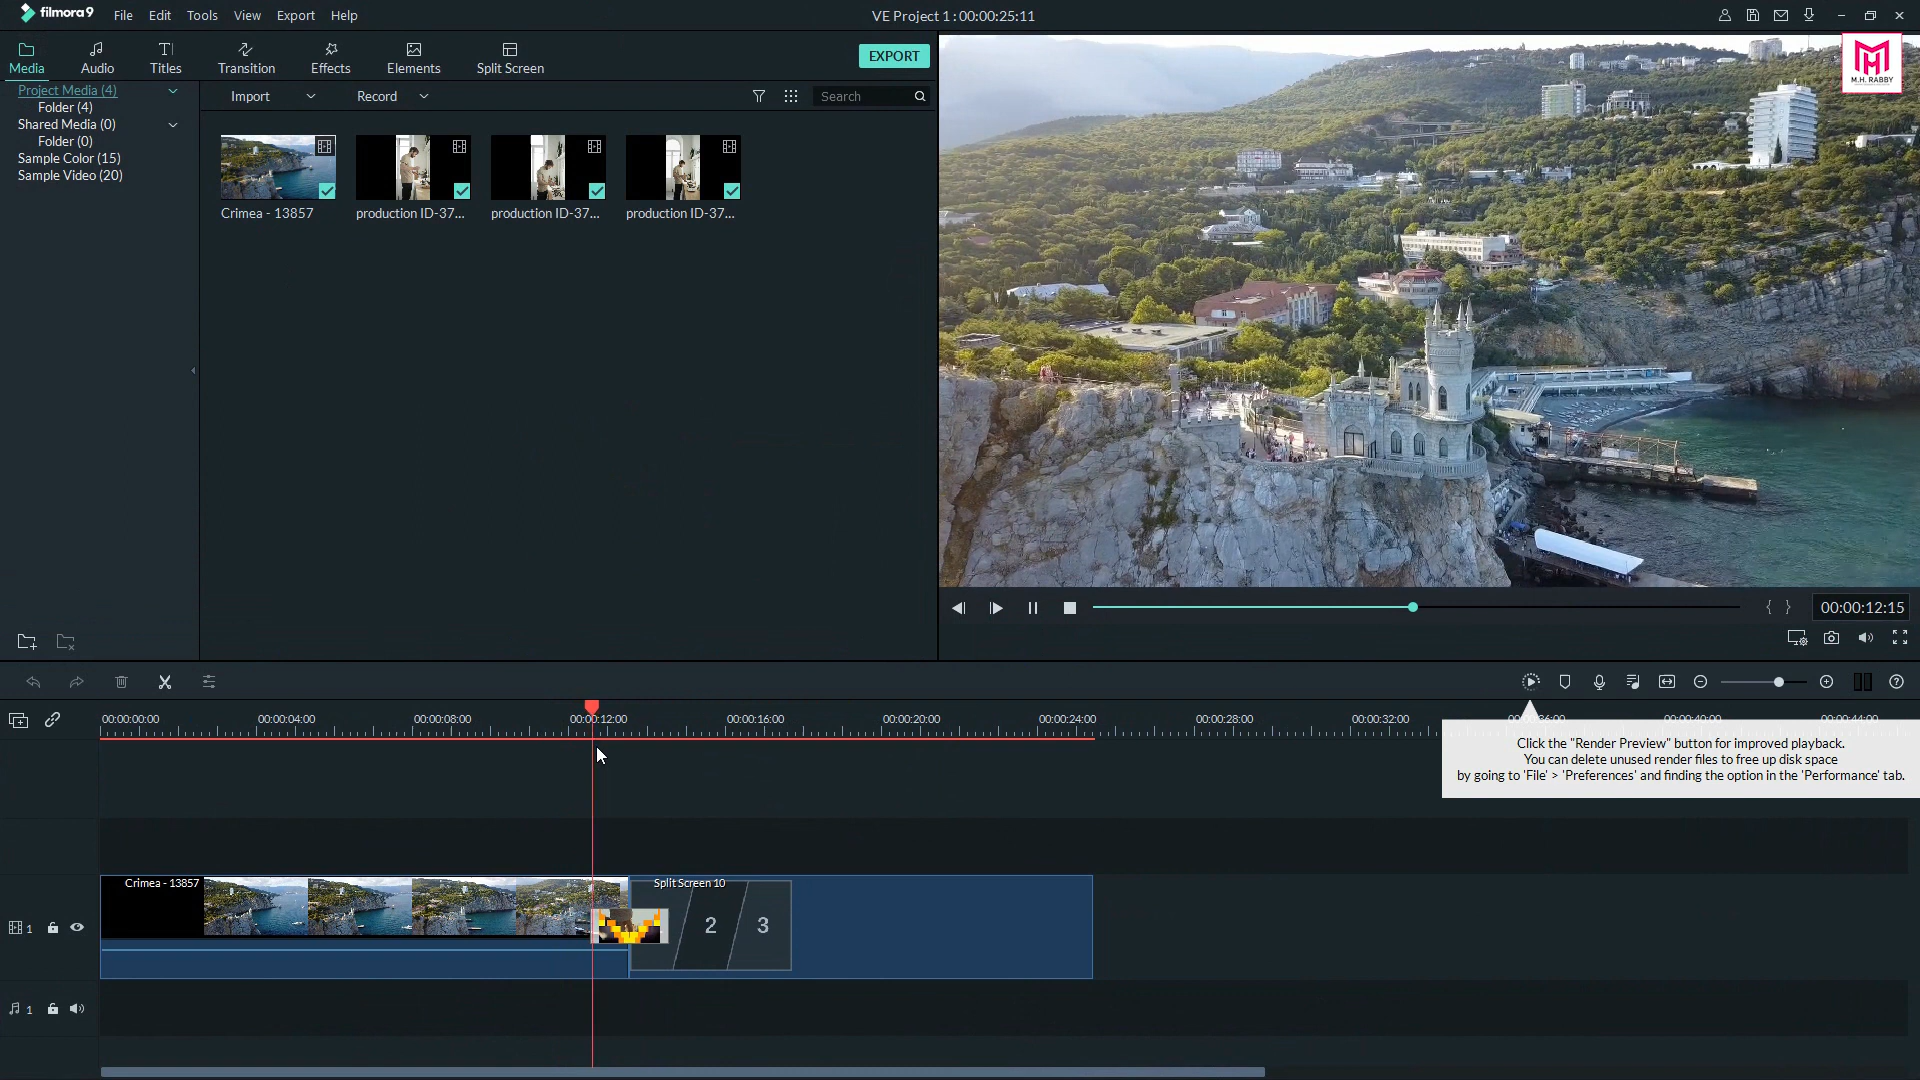 filmora9
File Edit Tools View Export Help
VE Project 1 : 00:00:25:11
Media Audio Titles Transition Effects Elements Split Screen
EXPORT
M.H. RABBY
Project Media (4)
Folder (4)
Shared Media (0)
Folder (0)
Sample Color (15)
Sample Video (20)
Import Record
Search
Crimea - 13857
production ID-37...
production ID-37...
production ID-37...
{ } 00:00:12:15
00:00:00:00 00:00:04:00 00:00:08:00 00:00:12:00 00:00:16:00 00:00:20:00 00:00:24:00 00:00:28:00 00:00:32:00 00:00:36:00 00:00:40:00 00:00:44:00
Click the "Render Preview" button for improved playback.
You can delete unused render files to free up disk space
by going to 'File' > 'Preferences' and finding the option in the 'Performance' tab.
Crimea - 13857
Split Screen 10
2 3
1
1